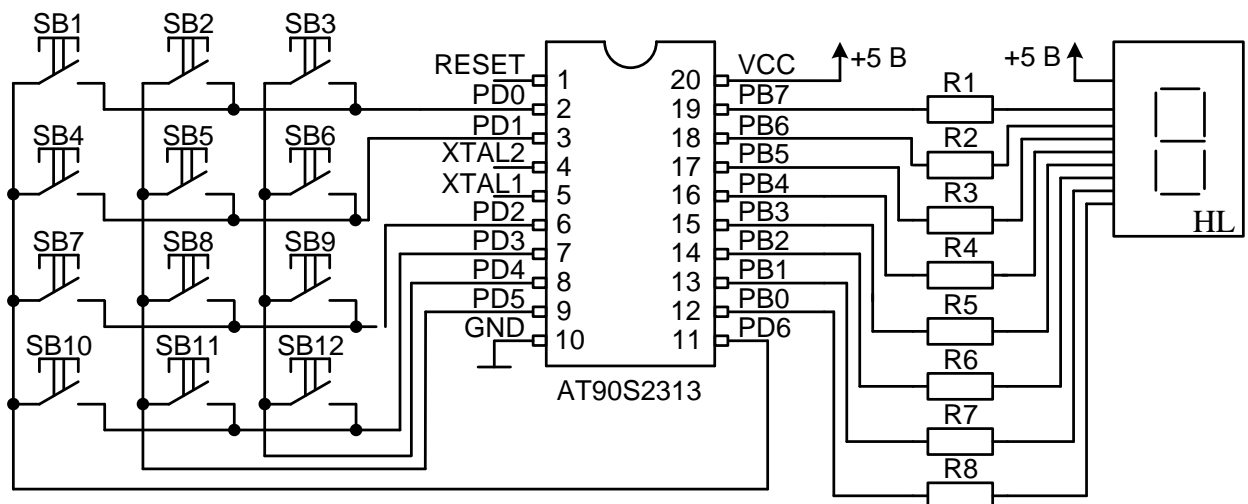 SB1 SB2 SB3
SB4 SB5 SB6
SB7 SB8 SB9
SB10 SB11 SB12
RESET 1
PD0 2
PD1 3
XTAL2 4
XTAL1 5
PD2 6
PD3 7
PD4 8
PD5 9
GND 10
20 VCC
19 PB7
18 PB6
17 PB5
16 PB4
15 PB3
14 PB2
13 PB1
12 PB0
11 PD6
AT90S2313
+5 В
R1
R2
R3
R4
R5
R6
R7
R8
+5 В
HL